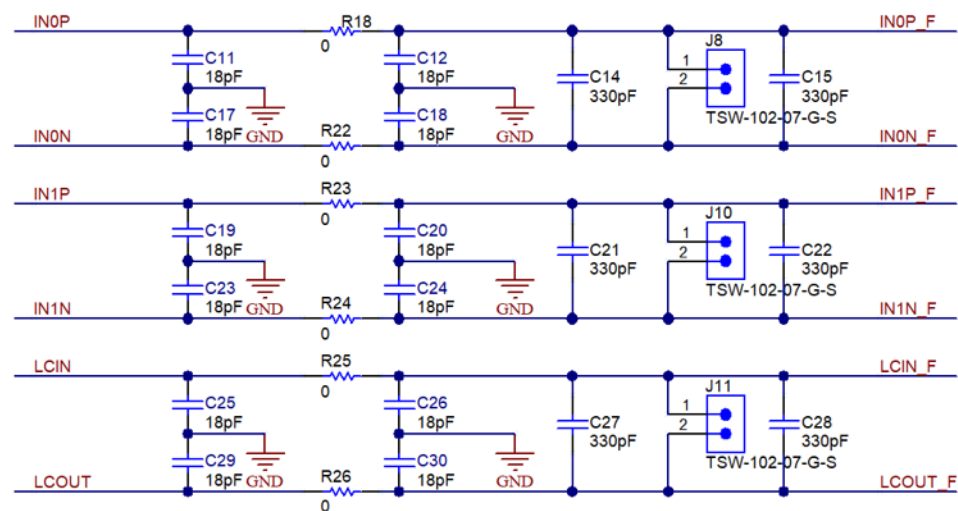 IN0P R18 IN0P_F
0
J8
C11 C12 1 C14 C15
18pF 18pF 2 330pF 330pF
C17 C18 TSW-102-07-G-S
18pF GND R22 18pF GND
IN0N IN0N_F
0
IN1P R23 IN1P_F
0
J10
C19 C20 1 C21 C22
18pF 18pF 2 330pF 330pF
C23 C24 TSW-102-07-G-S
18pF GND R24 18pF GND
IN1N IN1N_F
0
LCIN R25 LCIN_F
0
J11
C25 C26 1 C27 C28
18pF 18pF 2 330pF 330pF
C29 C30 TSW-102-07-G-S
18pF GND R26 18pF GND
LCOUT LCOUT_F
0